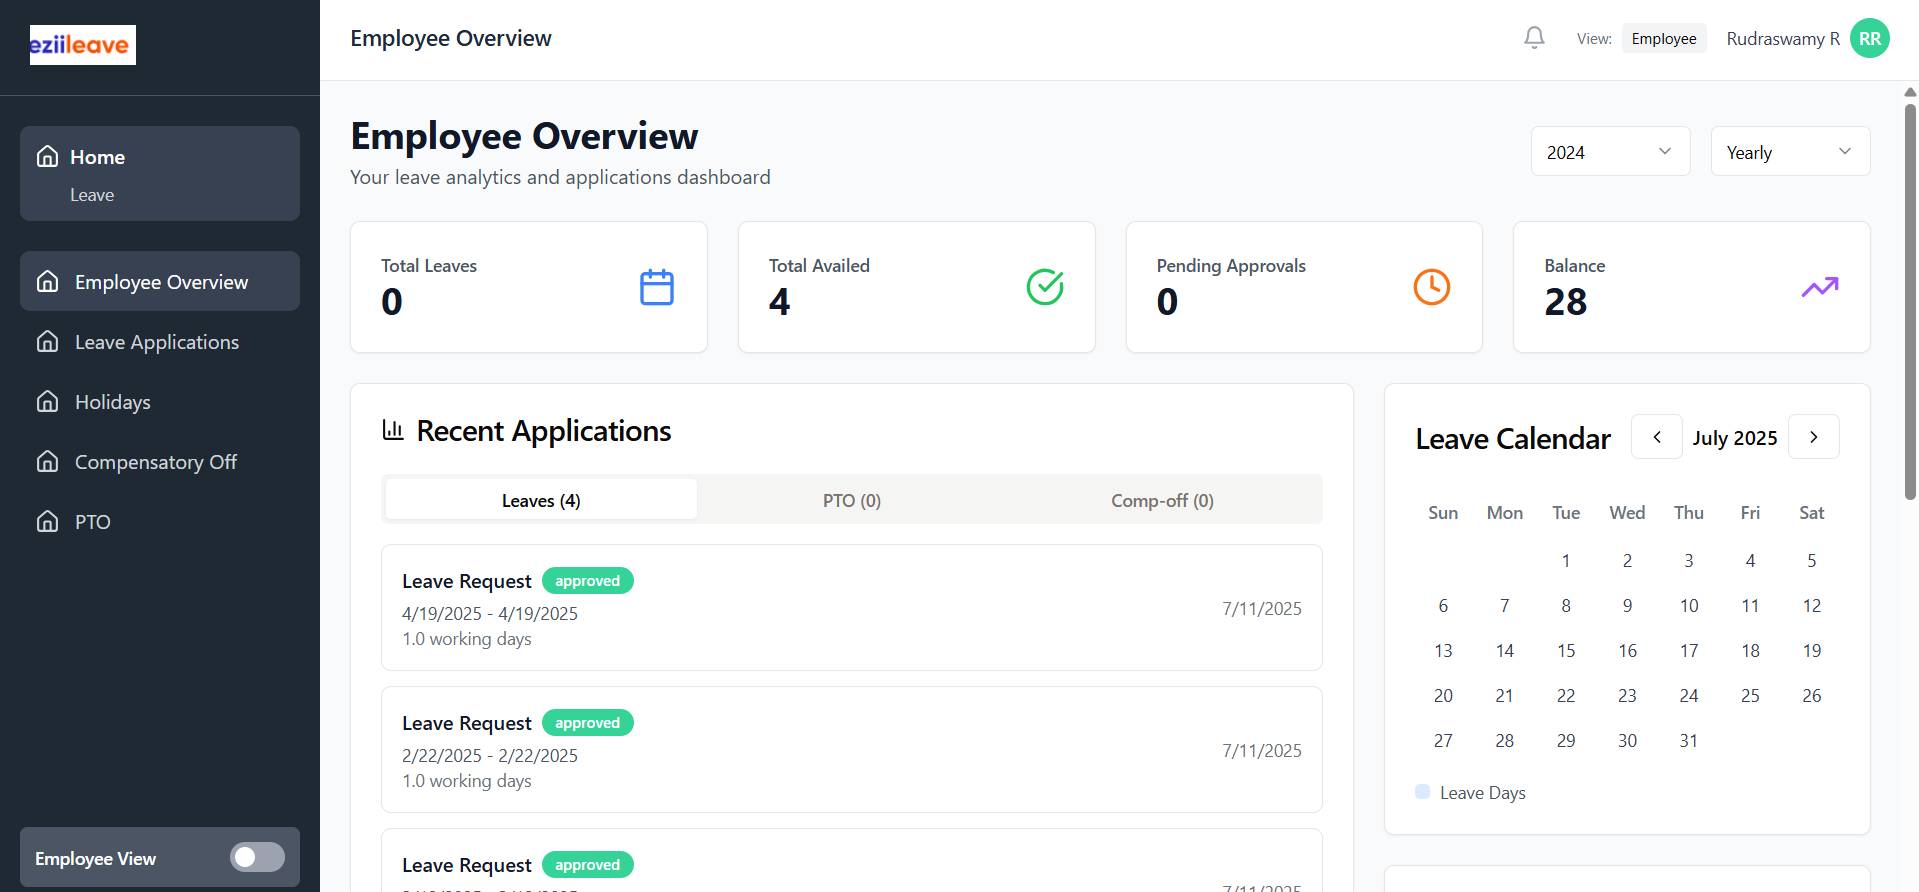 eziileave
Home
Leave
Employee Overview
Leave Applications
Holidays
Compensatory Off
PTO
Employee View
Employee Overview
View:
Employee
Rudraswamy R
RR
Employee Overview
Your leave analytics and applications dashboard
2024
Yearly
Total Leaves
0
Total Availed
4
Pending Approvals
0
Balance
28
Recent Applications
Leaves (4)
PTO (0)
Comp-off (0)
Leave Request approved
4/19/2025 - 4/19/2025
1.0 working days
7/11/2025
Leave Request approved
2/22/2025 - 2/22/2025
1.0 working days
7/11/2025
Leave Request approved
7/11/2025
Leave Calendar
July 2025
Sun Mon Tue Wed Thu Fri Sat
1 2 3 4 5
6 7 8 9 10 11 12
13 14 15 16 17 18 19
20 21 22 23 24 25 26
27 28 29 30 31
Leave Days